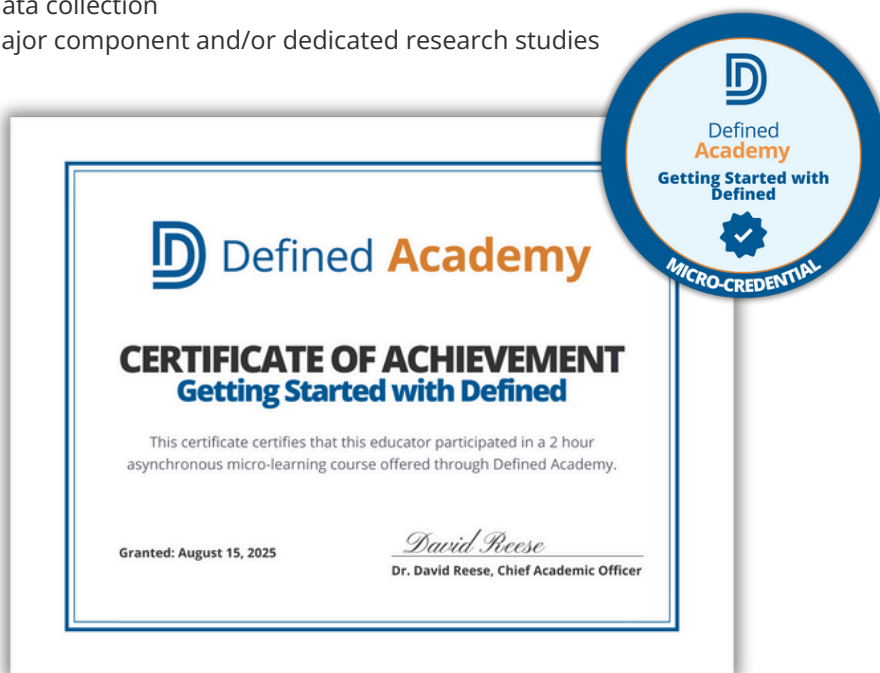 ata collection
ajor component and/or dedicated research studies
Defined
Academy
Getting Started with
Defined
MICRO-CREDENTIAL
Defined Academy
CERTIFICATE OF ACHIEVEMENT
Getting Started with Defined
This certificate certifies that this educator participated in a 2 hour
asynchronous micro-learning course offered through Defined Academy.
David Reese
Granted: August 15, 2025
Dr. David Reese, Chief Academic Officer